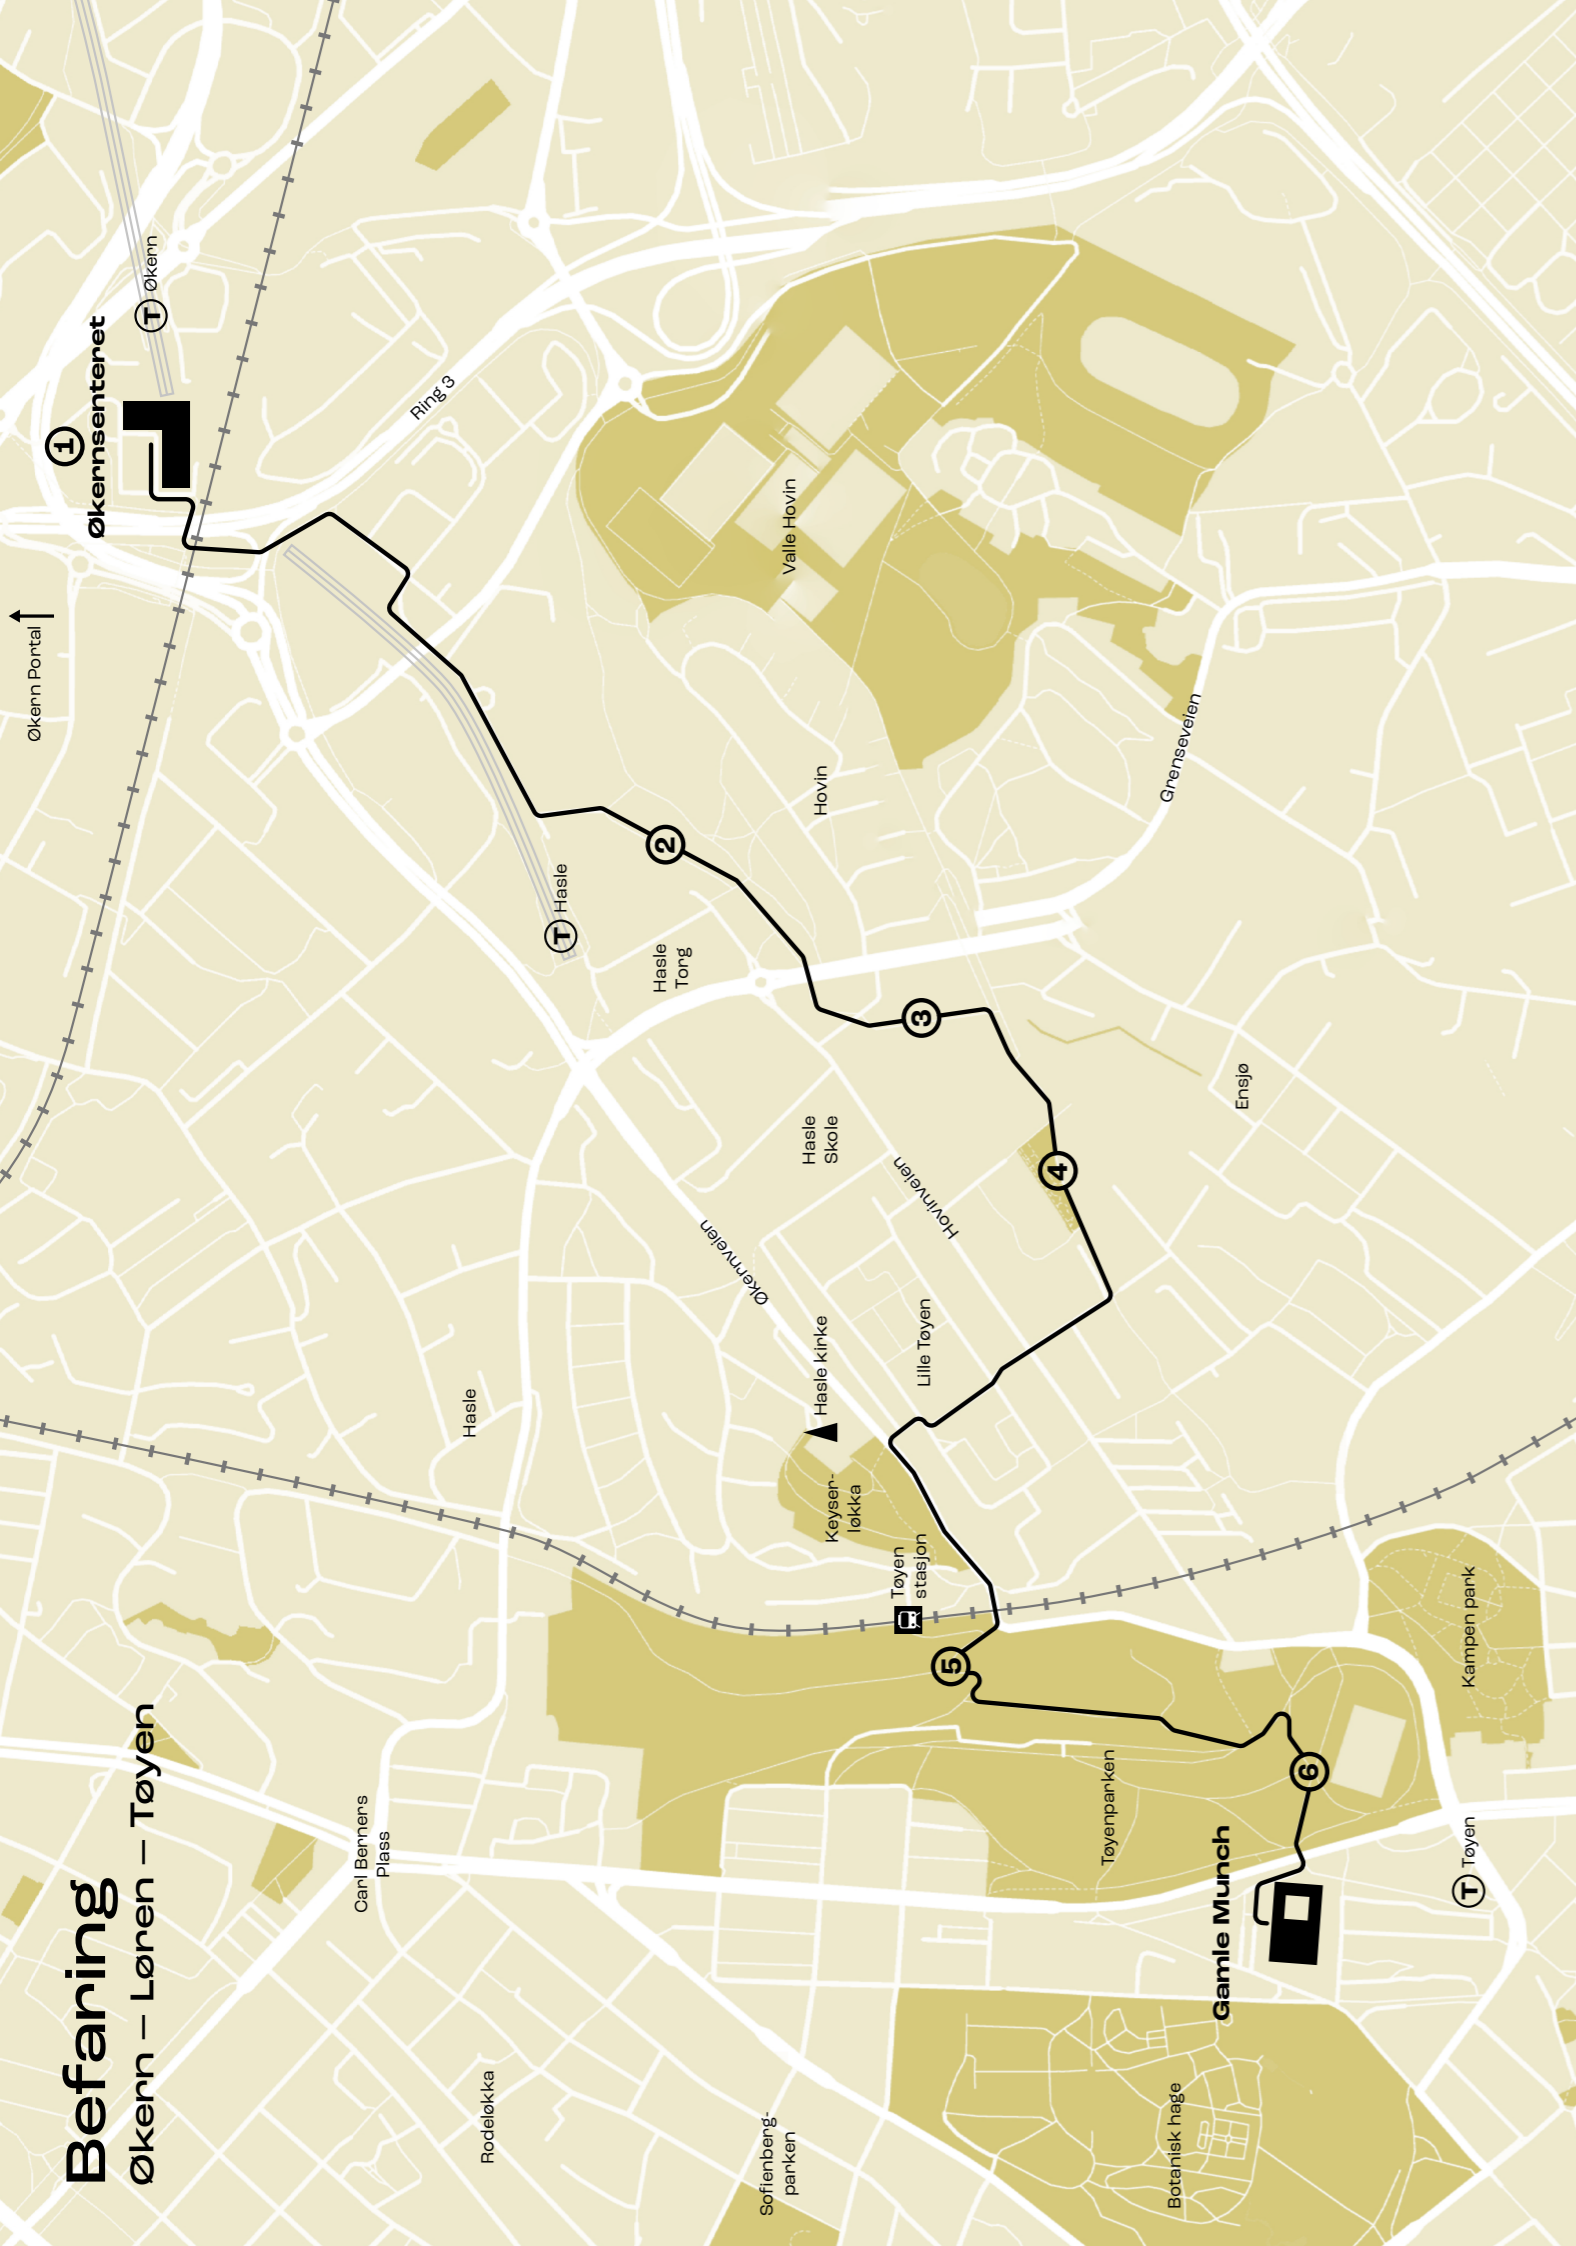 Befaring
Økern – Løren – Tøyen
Økern Portal
1
Økernsenteret
T Økern
Ring 3
Valle Hovin
T Hasle
Hasle
Torg
2
Hovin
Grenseveien
3
Hasle
Skole
Hovinveien
Økernveien
Ensjø
4
Hasle
Hasle kirke
Lille Tøyen
Keyser-
løkka
Tøyen
stasjon
5
Kampen park
Carl Berners
Plass
Tøyenparken
6
Gamle Munch
T Tøyen
Rodeløkka
Sofienberg-
parken
Botanisk hage